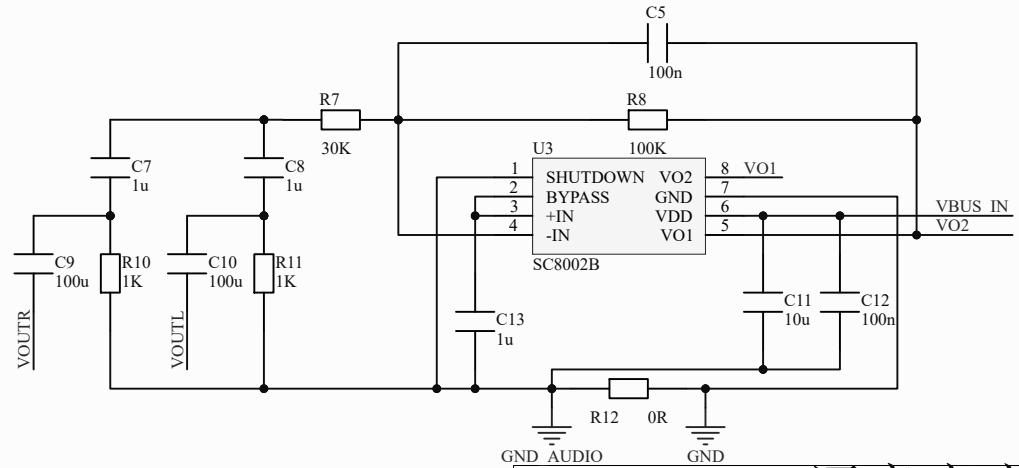 C5
100n
R7
30K
R8
100K
C7
1u
C8
1u
U3
1 SHUTDOWN VO2 8 VO1
2 BYPASS GND 7
3 +IN VDD 6 VBUS_IN
4 -IN VO1 5 VO2
SC8002B
C9
100u
R10
1K
C10
100u
R11
1K
VOUTR
VOUTL
C13
1u
C11
10u
C12
100n
R12 0R
GND_AUDIO
GND